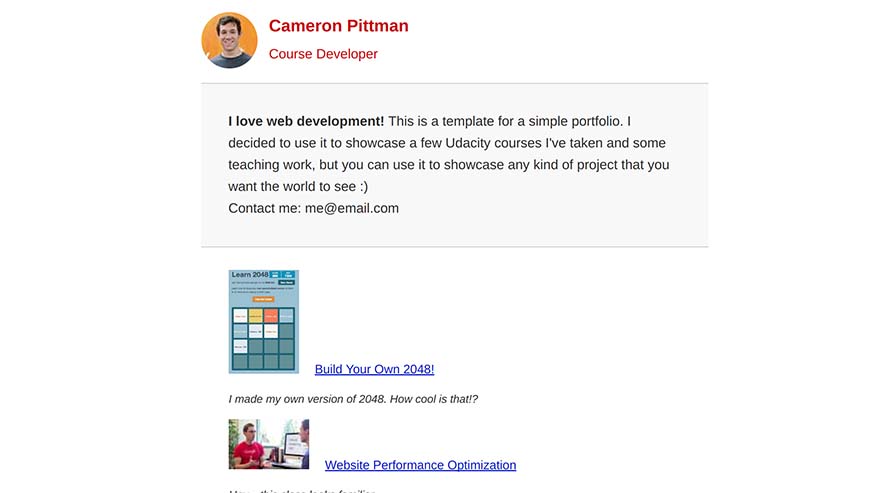 Cameron Pittman
Course Developer
I love web development! This is a template for a simple portfolio. I
decided to use it to showcase a few Udacity courses I've taken and some
teaching work, but you can use it to showcase any kind of project that you
want the world to see :)
Contact me: me@email.com
Learn 2048
Build Your Own 2048!
I made my own version of 2048. How cool is that!?
Website Performance Optimization